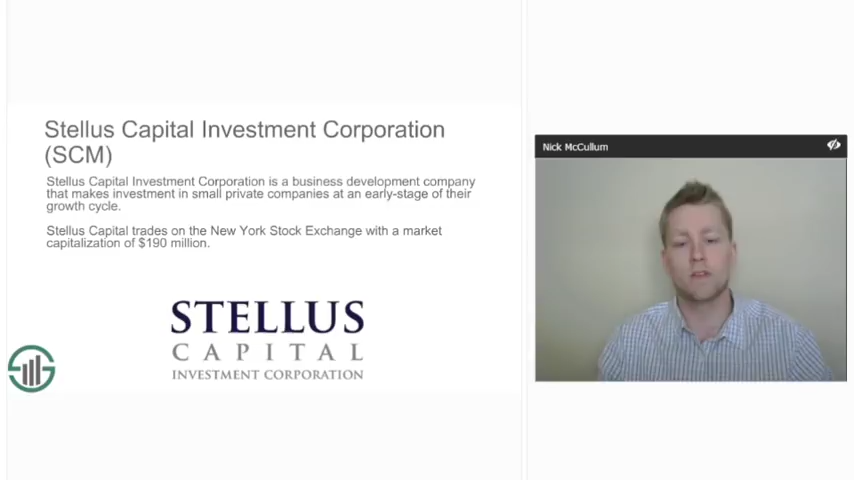 Stellus Capital Investment Corporation
(SCM)
Stellus Capital Investment Corporation is a business development company
that makes investment in small private companies at an early-stage of their
growth cycle.
Stellus Capital trades on the New York Stock Exchange with a market
capitalization of $190 million.
STELLUS
CAPITAL
INVESTMENT CORPORATION
Nick McCullum